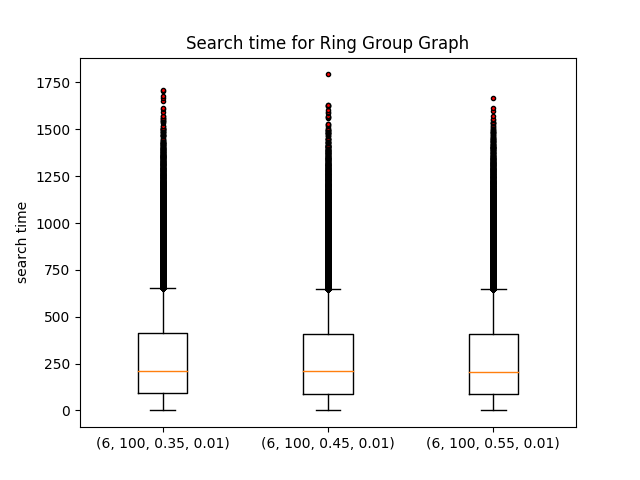 Search time for Ring Group Graph
search time
1750
1500
1250
1000
750
500
250
0
(6, 100, 0.35, 0.01) (6, 100, 0.45, 0.01) (6, 100, 0.55, 0.01)